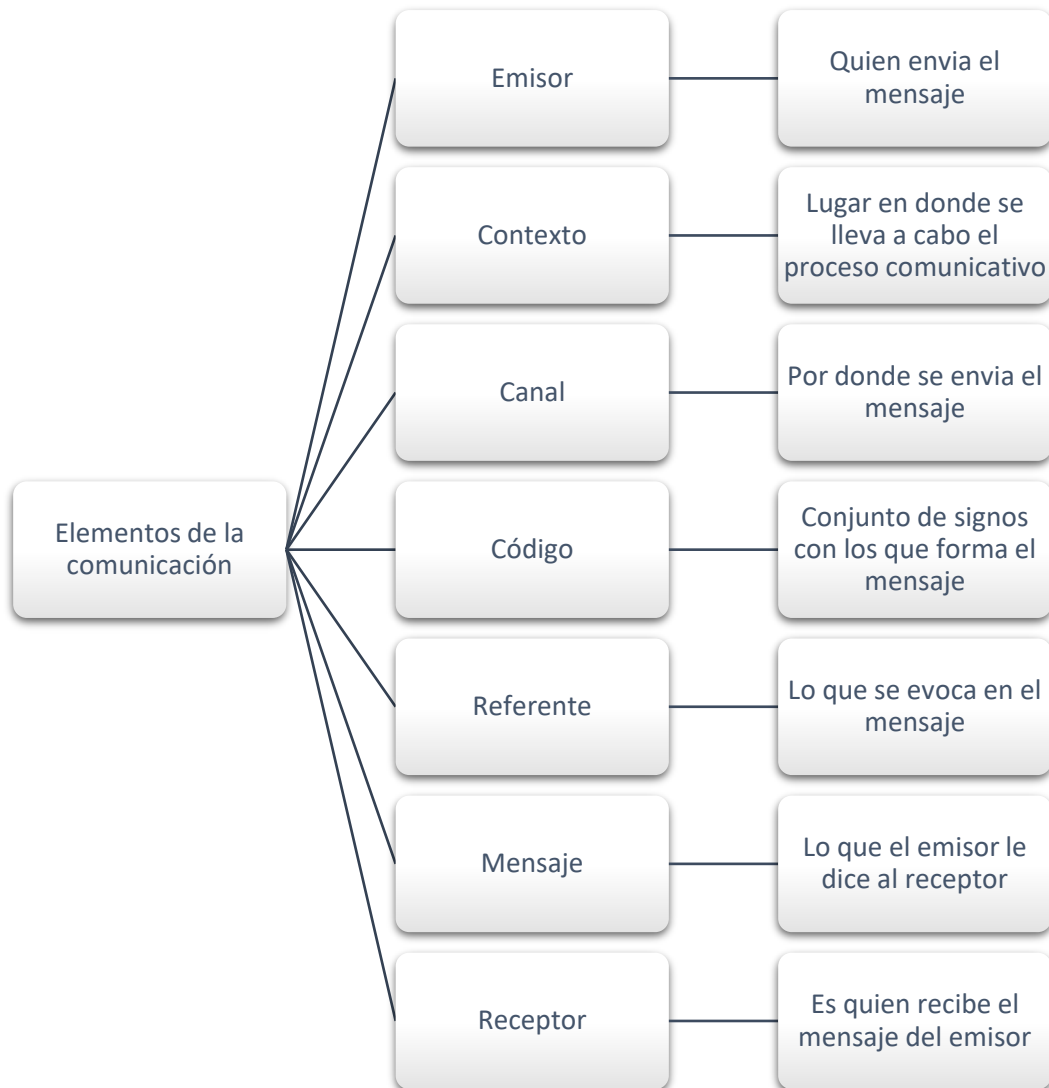 Emisor
Quien envia el
mensaje
Contexto
Lugar en donde se
lleva a cabo el
proceso comunicativo
Canal
Por donde se envia el
mensaje
Elementos de la
comunicación
Código
Conjunto de signos
con los que forma el
mensaje
Referente
Lo que se evoca en el
mensaje
Mensaje
Lo que el emisor le
dice al receptor
Receptor
Es quien recibe el
mensaje del emisor